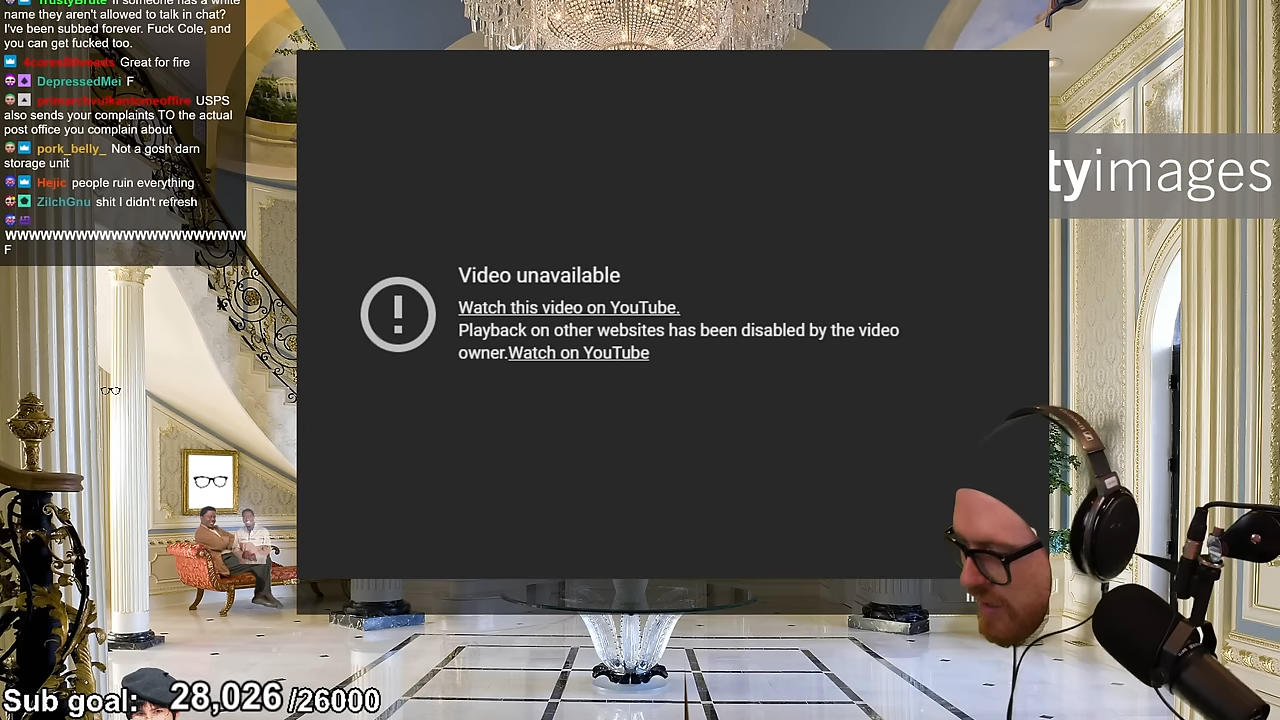 TrustyBrute If someone has a white
name they aren't allowed to talk in chat?
I've been subbed forever. Fuck Cole, and
you can get fucked too.
Great for fire
DepressedMei F
USPS
also sends your complaints TO the actual
post office you complain about
pork_belly_ Not a gosh darn
storage unit
Hejic people ruin everything
ZilchGnu shit I didn't refresh
F
tyimages
Video unavailable
Watch this video on YouTube.
Playback on other websites has been disabled by the video
owner.Watch on YouTube
Sub goal: 28,026 /26000